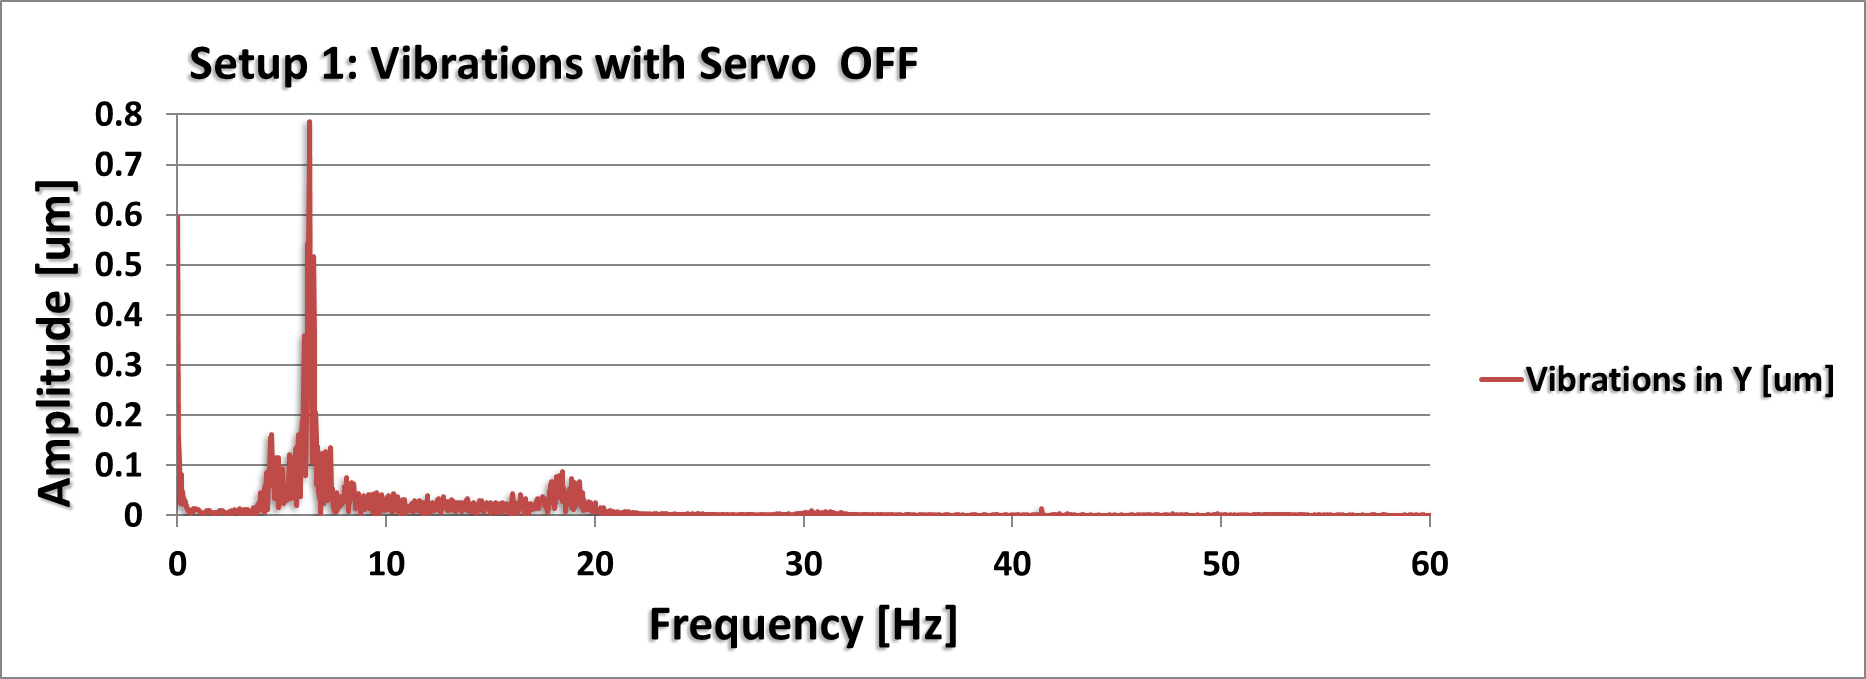 Setup 1: Vibrations with Servo  OFF
0.8
0.7
0.6
0.5
0.4
0.3
0.2
0.1
0
Amplitude [um]
0 10 20 30 40 50 60
Frequency [Hz]
Vibrations in Y [um]